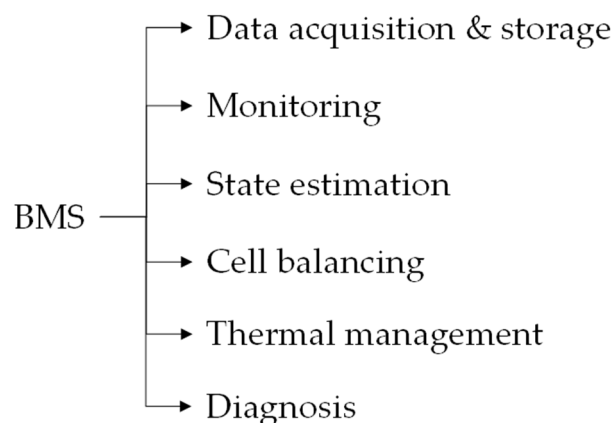 Data acquisition & storage
Monitoring
State estimation
BMS
Cell balancing
Thermal management
Diagnosis